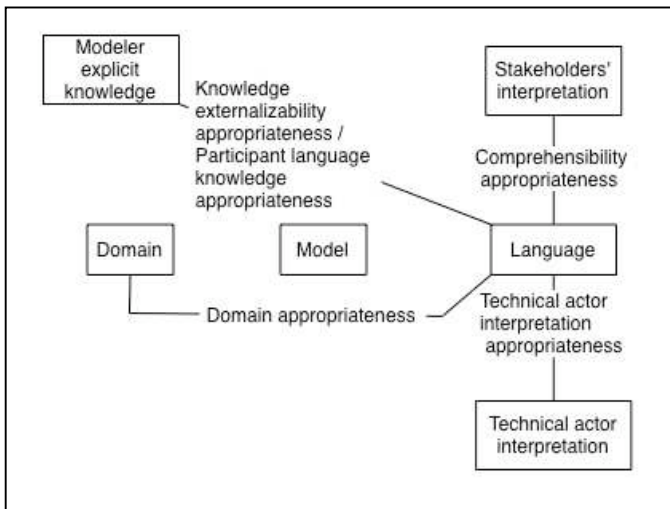 Modeler
explicit
knowledge
Knowledge
externalizability
appropriateness /
Participant language
knowledge
appropriateness
Stakeholders'
interpretation
Comprehensibility
appropriateness
Domain
Model
Language
Domain appropriateness
Technical actor
interpretation
appropriateness
Technical actor
interpretation